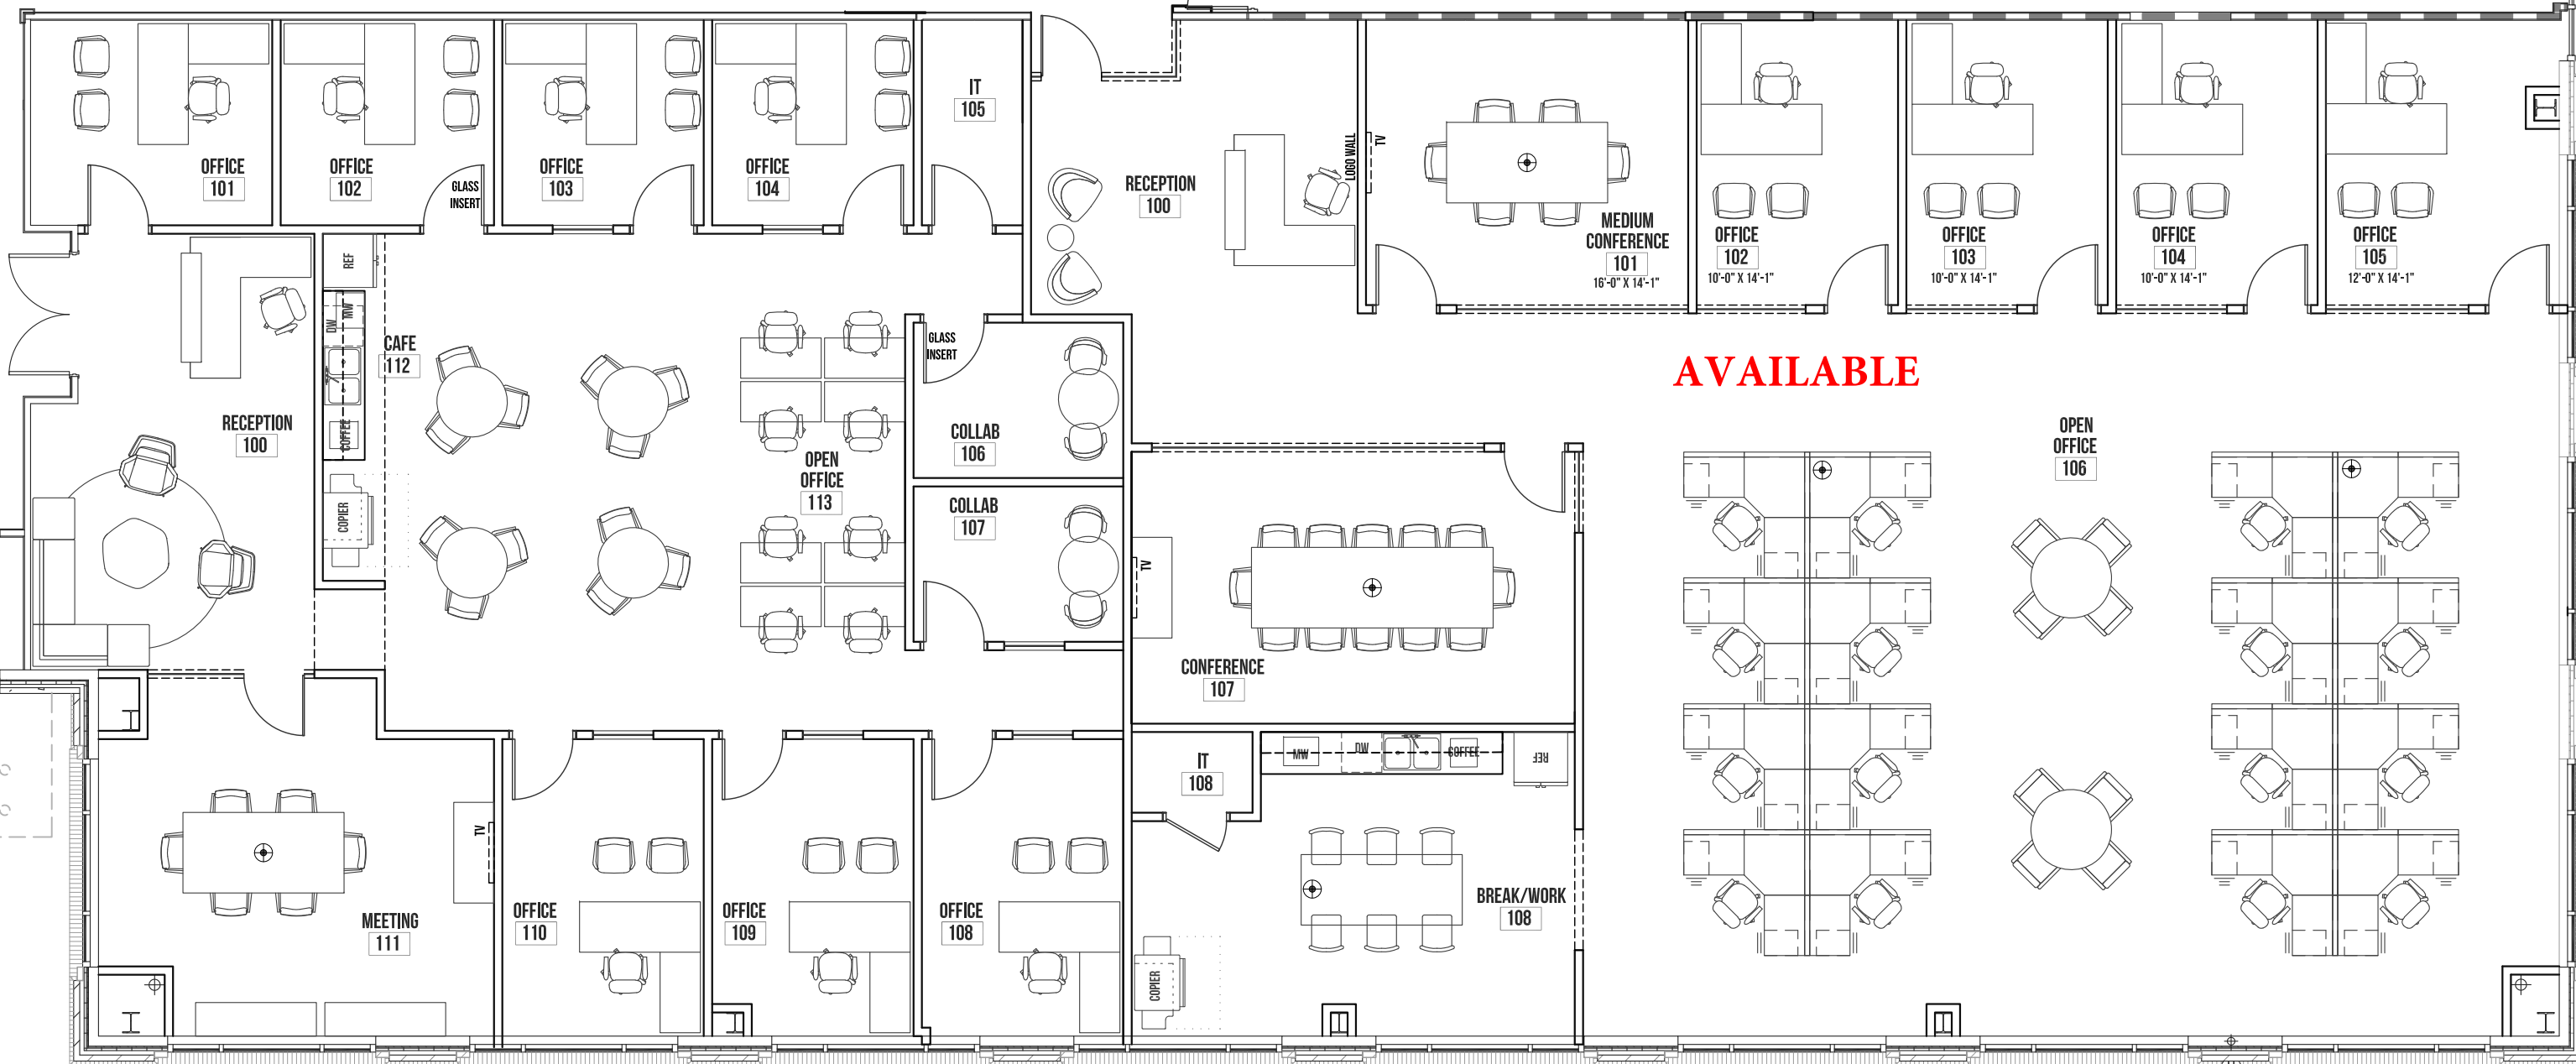 OFFICE
101
OFFICE
102
GLASS
INSERT
OFFICE
103
OFFICE
104
IT
105
RECEPTION
100
LOGO WALL
TV
MEDIUM
CONFERENCE
101
16'-0" X 14'-1"
OFFICE
102
10'-0" X 14'-1"
OFFICE
103
10'-0" X 14'-1"
OFFICE
104
10'-0" X 14'-1"
OFFICE
105
12'-0" X 14'-1"
REF
MW
DW
COFFEE
CAFE
112
COPIER
RECEPTION
100
OPEN
OFFICE
113
GLASS
INSERT
COLLAB
106
COLLAB
107
AVAILABLE
OPEN
OFFICE
106
TV
CONFERENCE
107
IT
108
MW
DW
COFFEE
REF
BREAK/WORK
108
COPIER
TV
MEETING
111
OFFICE
110
OFFICE
109
OFFICE
108